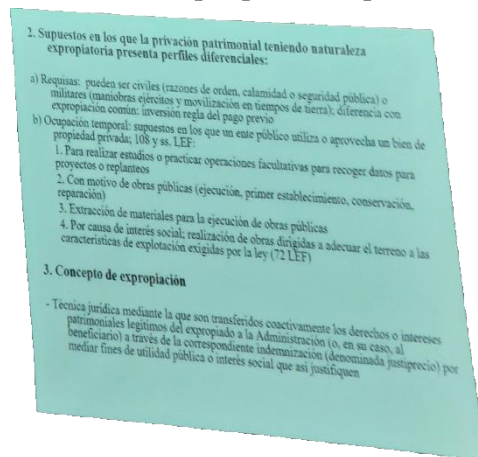 2. Supuestos en los que la privación patrimonial teniendo naturaleza
expropiatoria presenta perfiles diferenciales:
a) Requisas: pueden ser civiles (razones de orden, calamidad o seguridad pública) o
militares (maniobras ejércitos y movilización en tiempos de tierra); diferencia con
expropiación común: inversión regla del pago previo
b) Ocupación temporal: supuestos en los que un ente público utiliza o aprovecha un bien de
propiedad privada; 108 y ss. LEF:
1. Para realizar estudios o practicar operaciones facultativas para recoger datos para
proyectos o replanteos
2. Con motivo de obras públicas (ejecución, primer establecimiento, conservación,
reparación)
3. Extracción de materiales para la ejecución de obras públicas
4. Por causa de interés social; realización de obras dirigidas a adecuar el terreno a las
características de explotación exigidas por la ley (72 LEF)
3. Concepto de expropiación
- Técnica jurídica mediante la que son transferidos coactivamente los derechos o intereses
patrimoniales legítimos del expropiado a la Administración (o, en su caso, al
beneficiario) a través de la correspondiente indemnización (denominada justiprecio) por
mediar fines de utilidad pública o interés social que así justifiquen